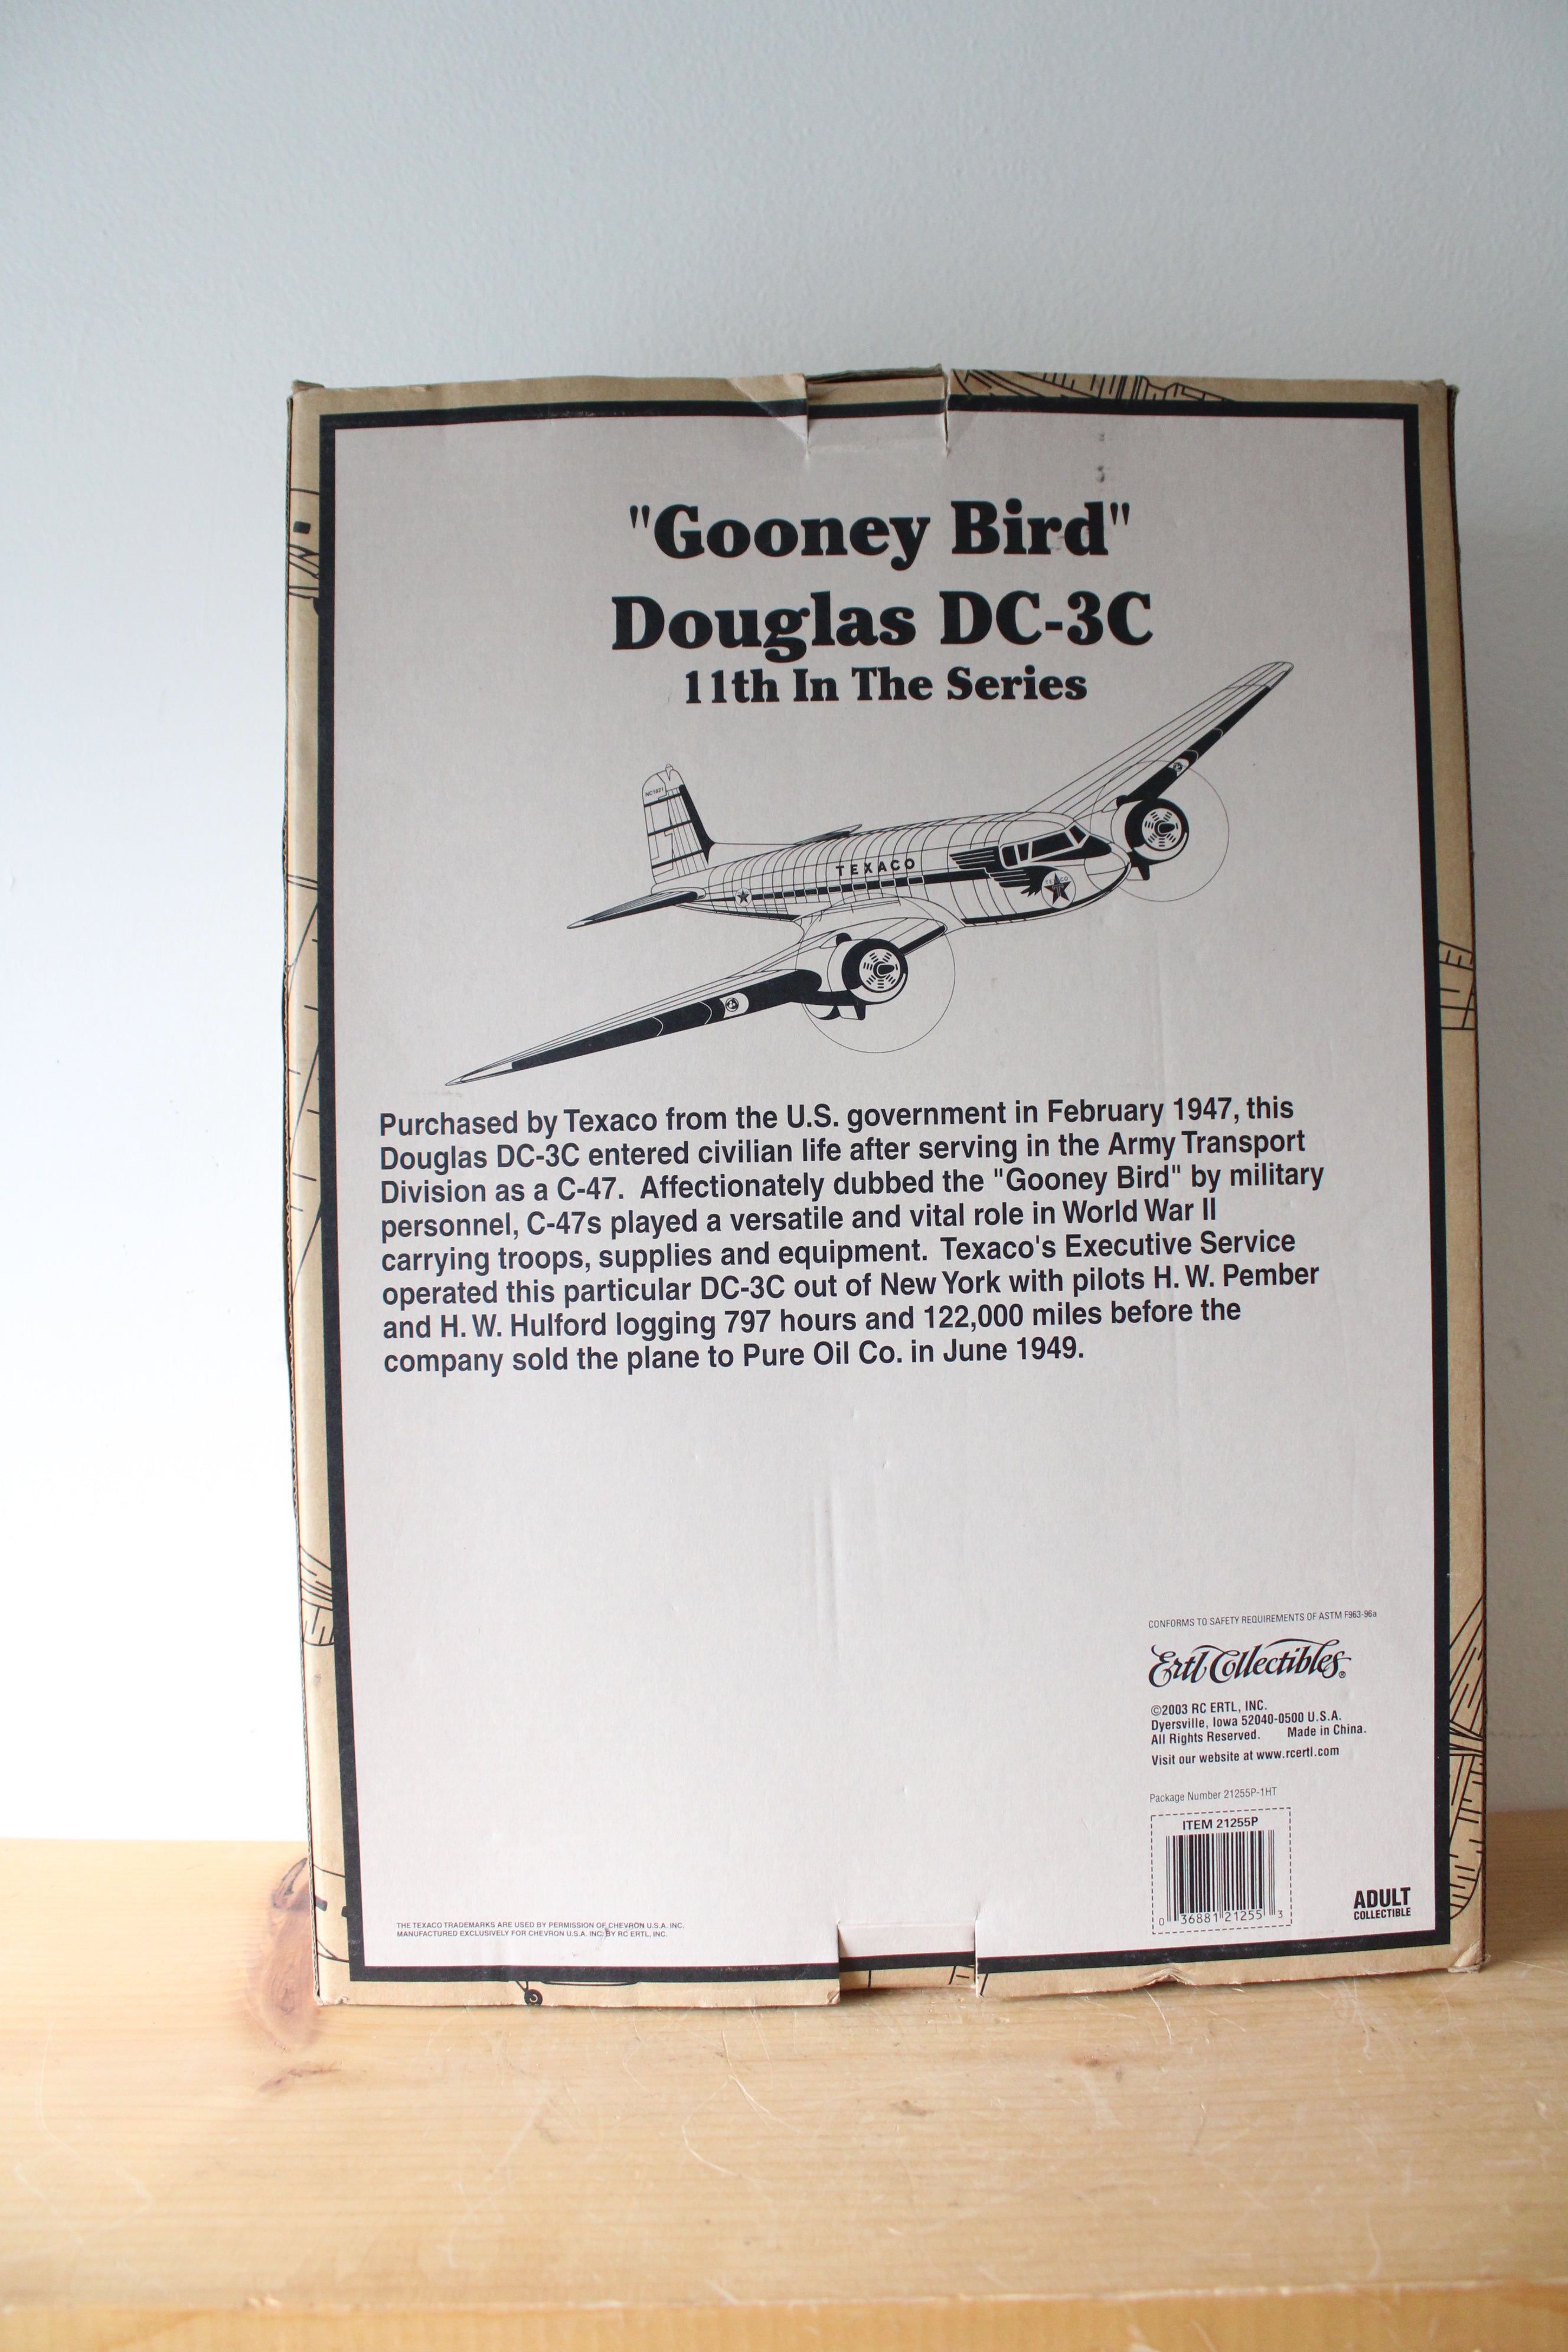 "Gooney Bird"
Douglas DC-3C
11th In The Series
NC1621
TEXACO
Purchased by Texaco from the U.S. government in February 1947, this
Douglas DC-3C entered civilian life after serving in the Army Transport
Division as a C-47. Affectionately dubbed the "Gooney Bird" by military
personnel, C-47s played a versatile and vital role in World War II
carrying troops, supplies and equipment. Texaco's Executive Service
operated this particular DC-3C out of New York with pilots H. W. Pember
and H. W. Hulford logging 797 hours and 122,000 miles before the
company sold the plane to Pure Oil Co. in June 1949.
CONFORMS TO SAFETY REQUIREMENTS OF ASTM F963-96a
Ertl Collectibles®
©2003 RC ERTL, INC.
Dyersville, Iowa 52040-0500 U.S.A.
All Rights Reserved. Made in China.
Visit our website at www.rcertl.com
Package Number 21255P-1HT
ITEM 21255P
0 36881 21255 3
ADULT
COLLECTIBLE
THE TEXACO TRADEMARKS ARE USED BY PERMISSION OF CHEVRON U.S.A. INC.
MANUFACTURED EXCLUSIVELY FOR CHEVRON U.S.A. INC. BY RC ERTL, INC.